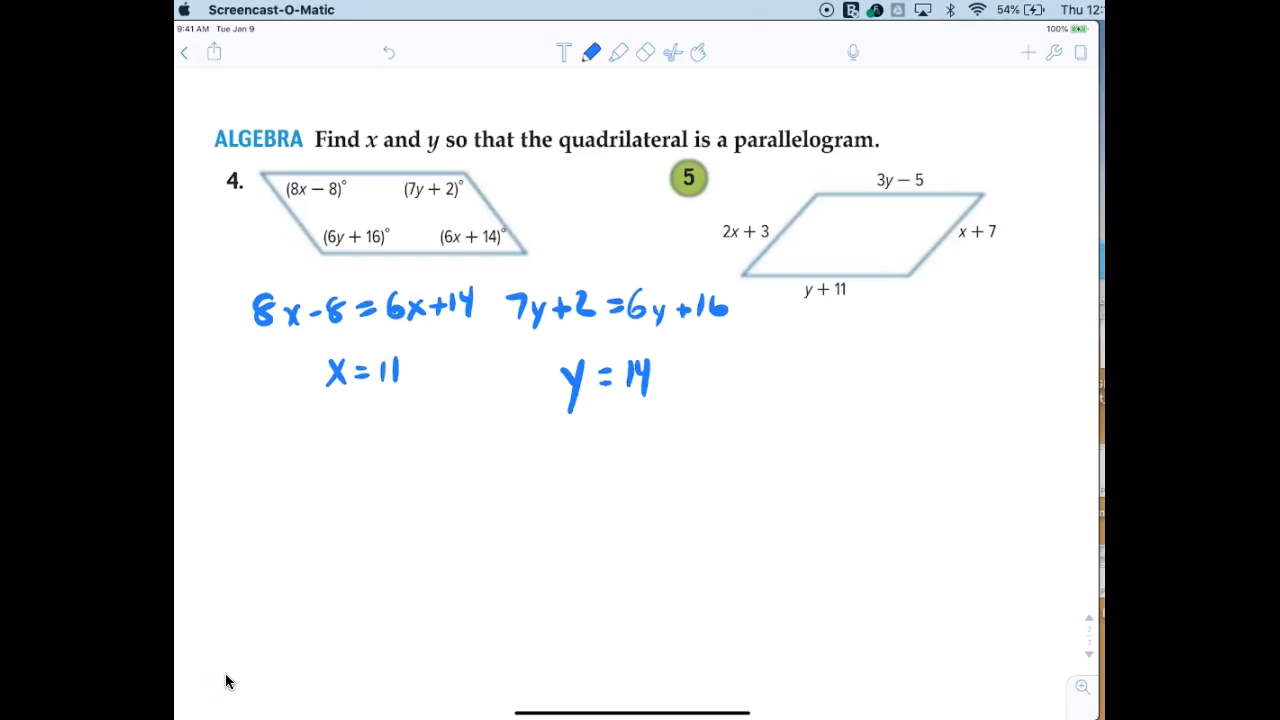 Screencast-O-Matic
54%
Thu 12:
9:41 AM Tue Jan 9
100%
T
ALGEBRA Find x and y so that the quadrilateral is a parallelogram.
4.
(8x − 8)°
(7y + 2)°
(6y + 16)°
(6x + 14)°
5
3y − 5
2x + 3
x + 7
y + 11
8x-8=6x+14
7y+2=6y+16
x=11
y=14